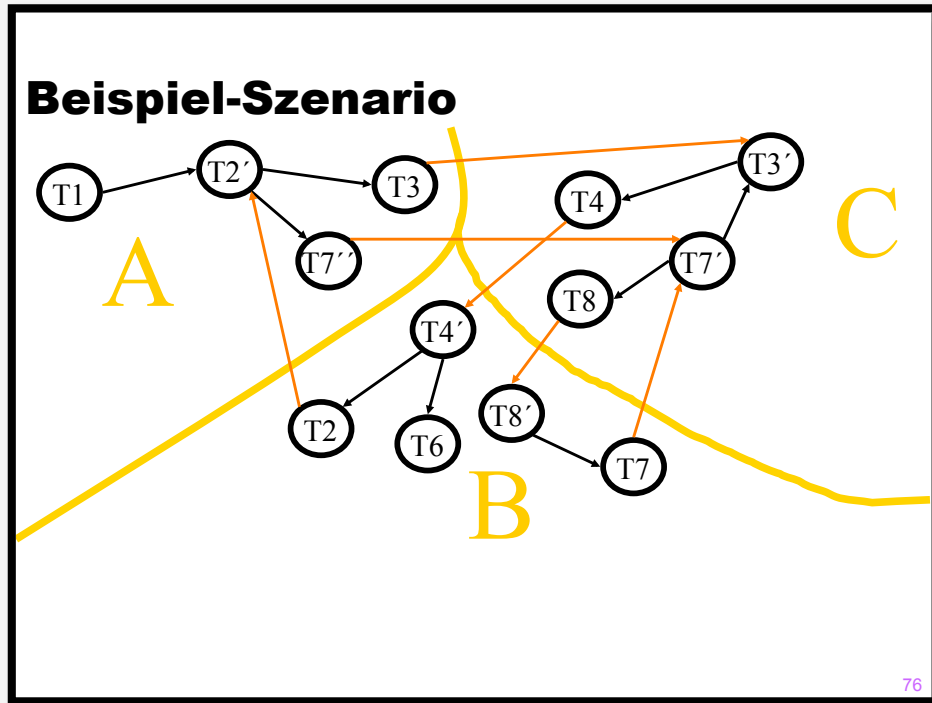 Beispiel-Szenario
T1
T2´
T3
T3´
T4
T7´´
T7´
C
A
T8
T4´
T2
T6
T8´
T7
B
76